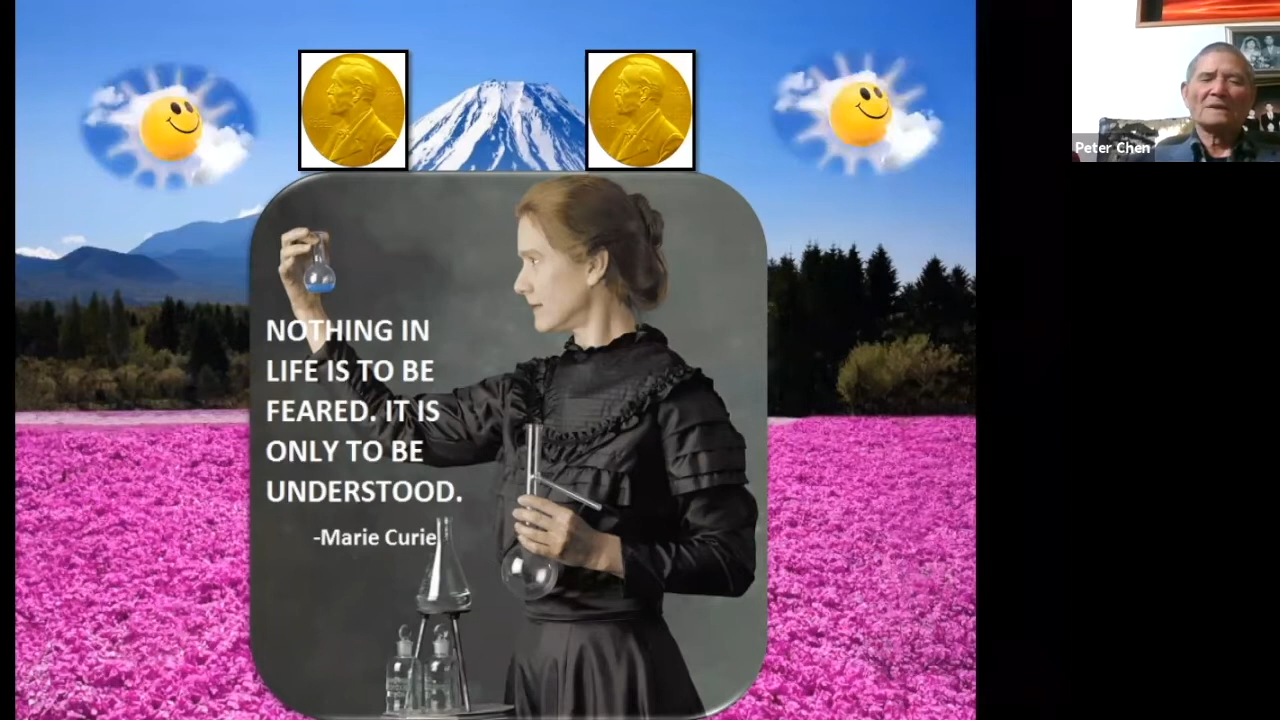 NOTHING IN
LIFE IS TO BE
FEARED. IT IS
ONLY TO BE
UNDERSTOOD.
-Marie Curie
Peter Chen